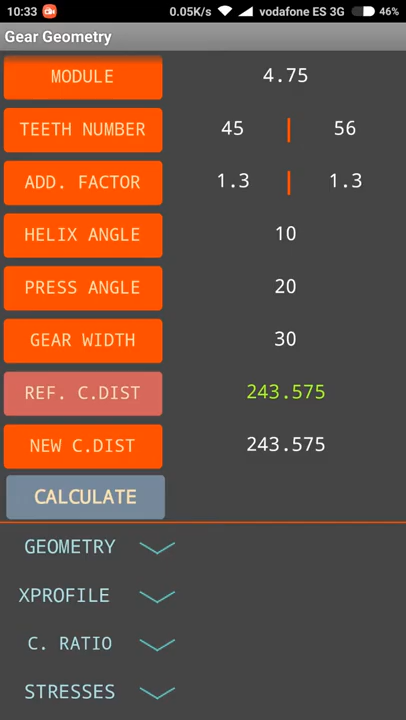 10:33 0.05K/s vodafone ES 3G 46%
Gear Geometry
MODULE 4.75
TEETH NUMBER 45 | 56
ADD. FACTOR 1.3 | 1.3
HELIX ANGLE 10
PRESS ANGLE 20
GEAR WIDTH 30
REF. C.DIST 243.575
NEW C.DIST 243.575
CALCULATE
GEOMETRY
XPROFILE
C. RATIO
STRESSES